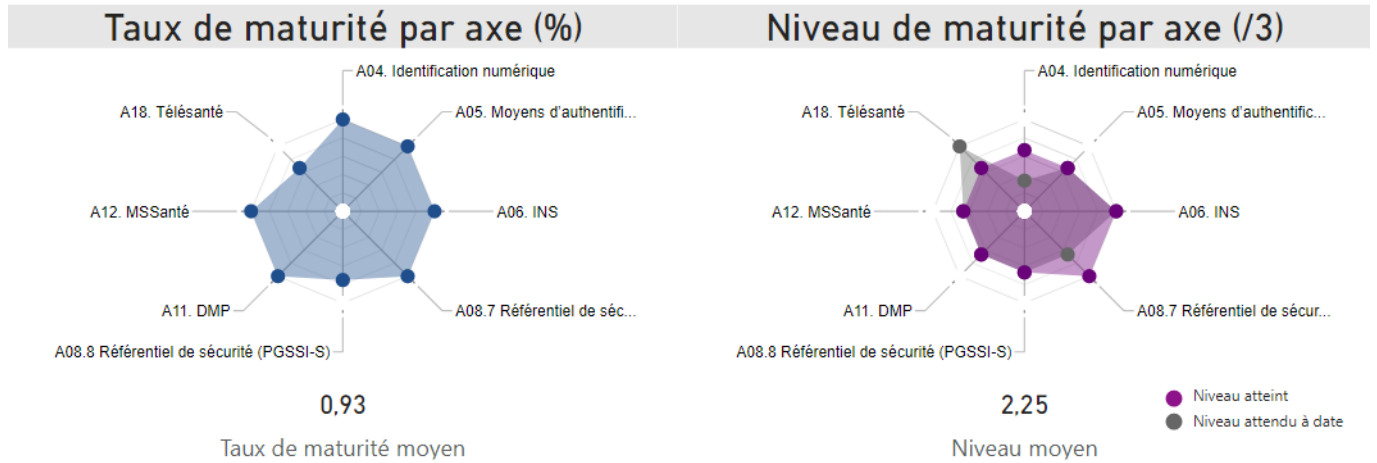 Taux de maturité par axe (%)
A04. Identification numérique
A18. Télésanté
A05. Moyens d'authentifi...
A12. MSSanté
A06. INS
A11. DMP
A08.7 Référentiel de séc...
A08.8 Référentiel de sécurité (PGSSI-S)
0,93
Taux de maturité moyen
Niveau de maturité par axe (/3)
A04. Identification numérique
A18. Télésanté
A05. Moyens d'authentific...
A12. MSSanté
A06. INS
A11. DMP
A08.7 Référentiel de sécur...
A08.8 Référentiel de sécurité (PGSSI-S)
2,25
Niveau moyen
Niveau atteint
Niveau attendu à date